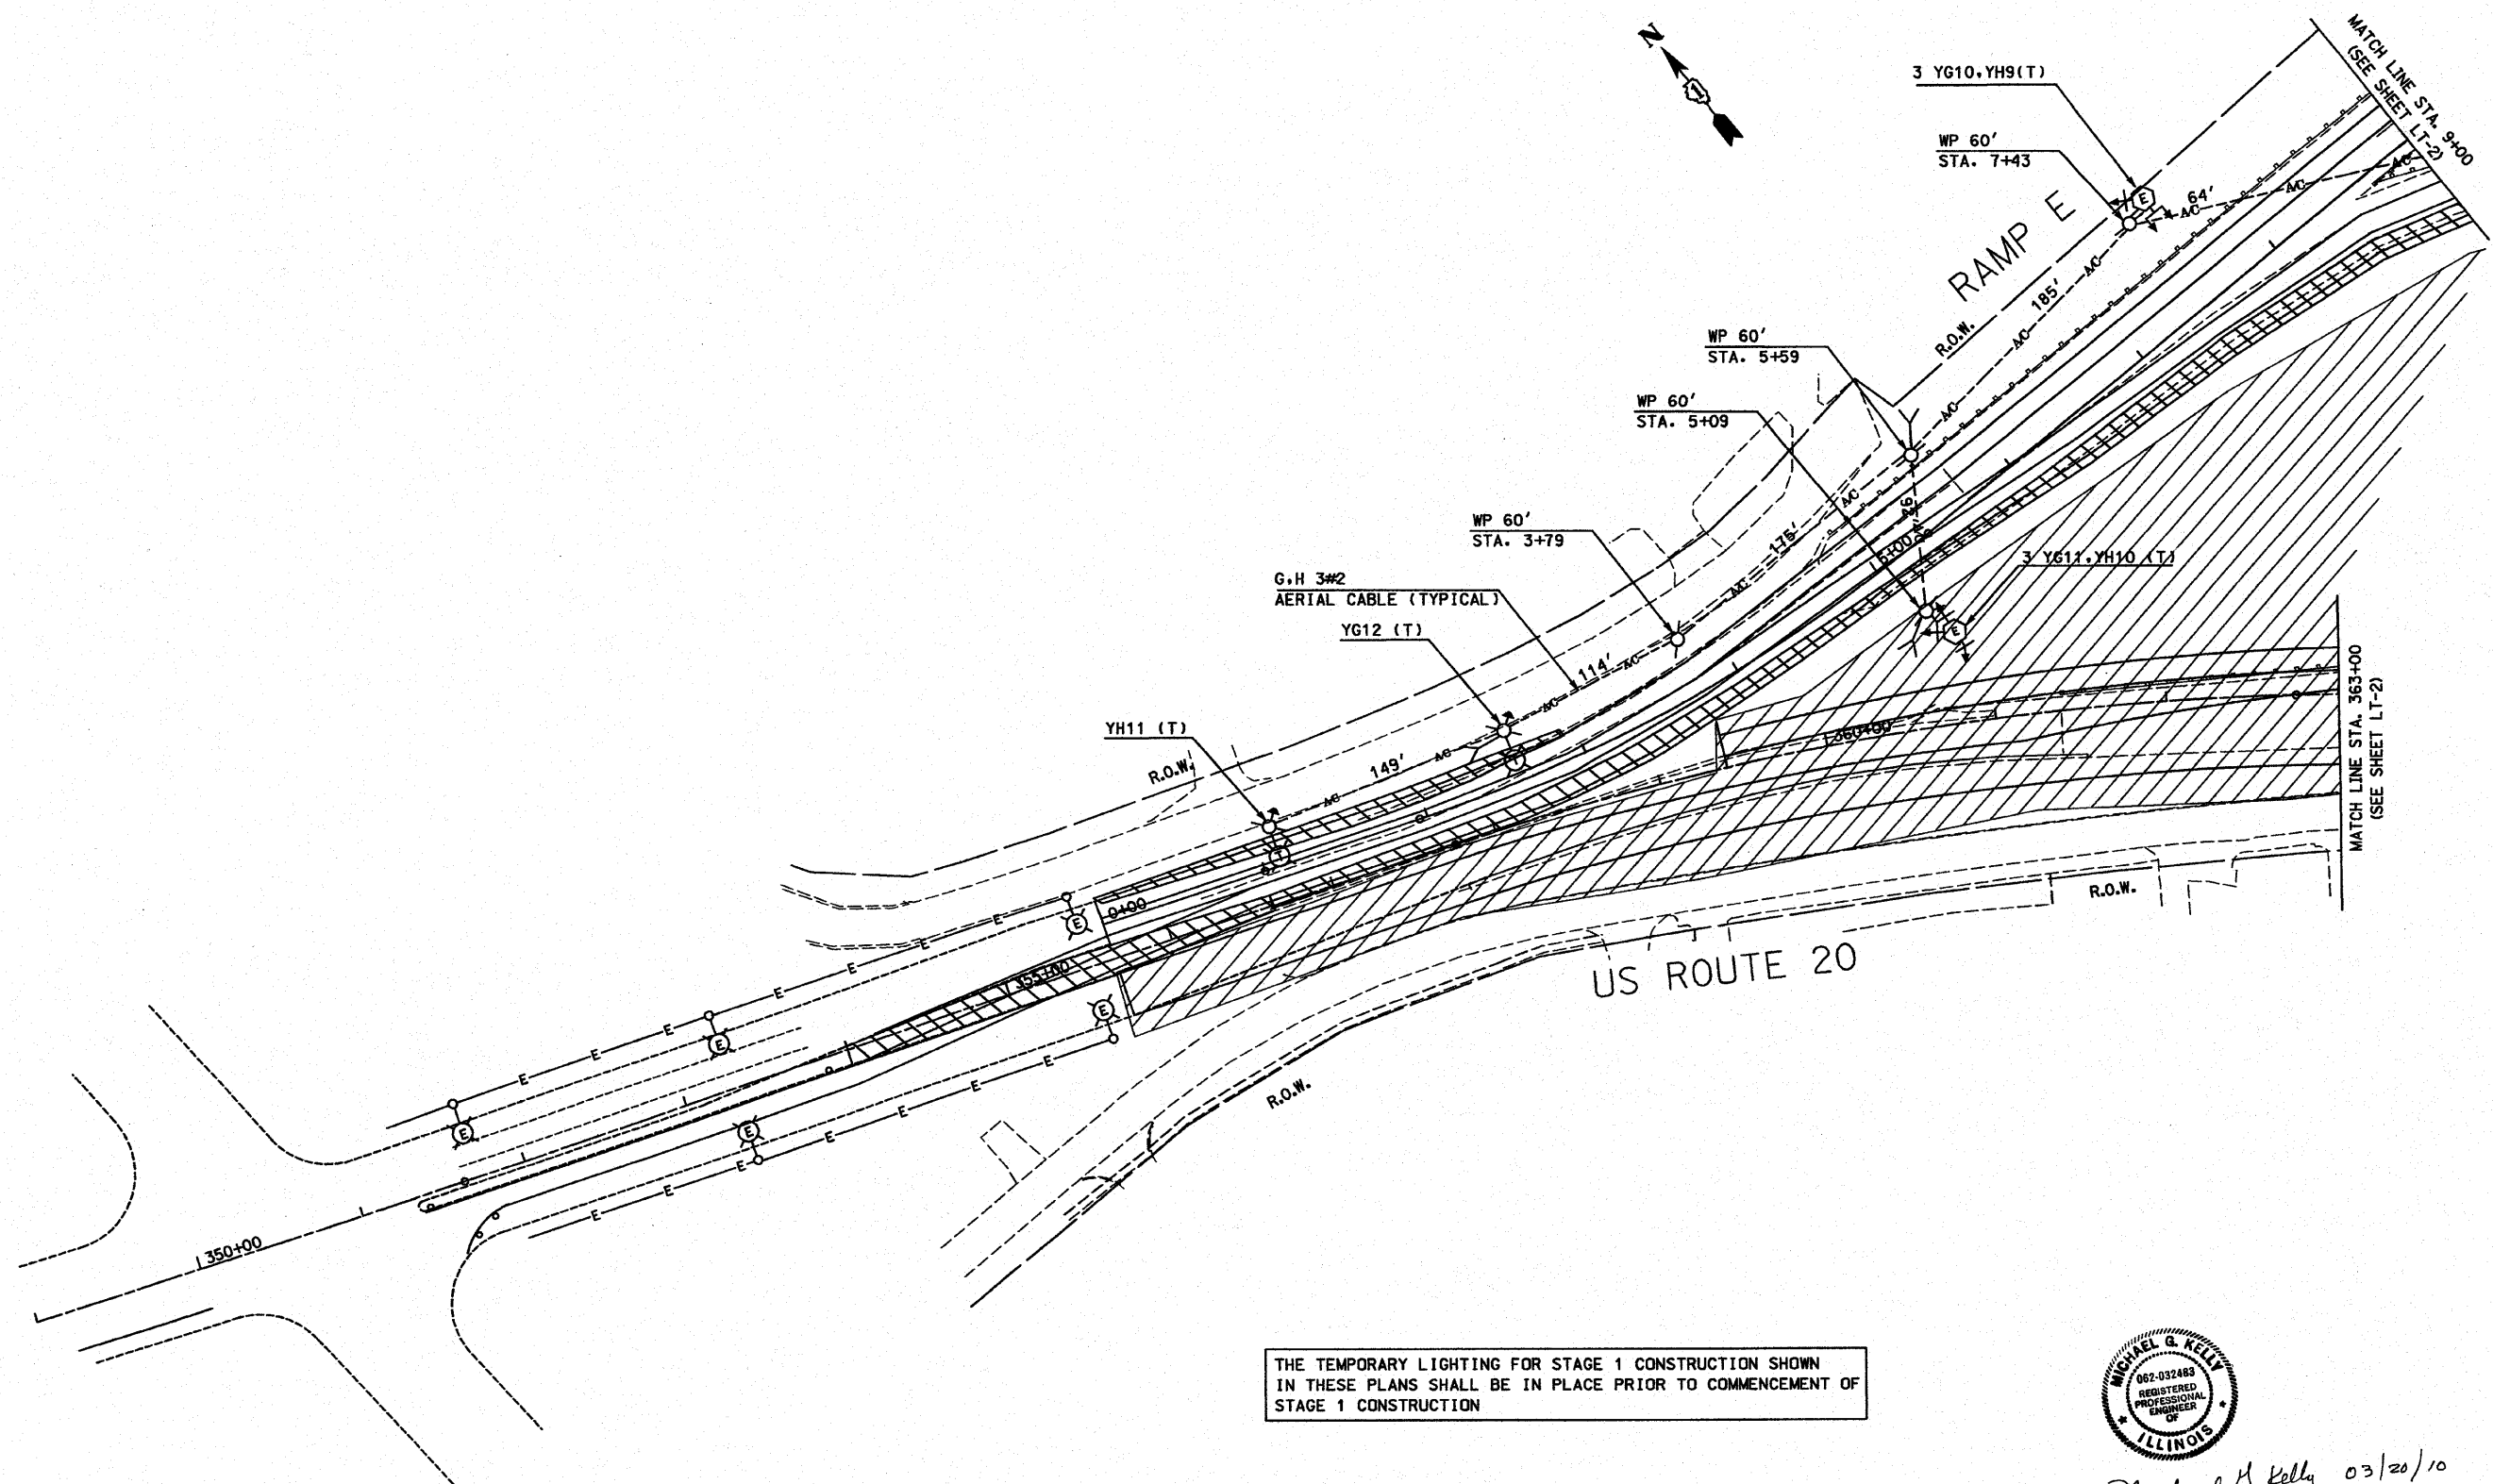 N
1
MATCH LINE STA. 9+00
(SEE SHEET LT-2)
3 YG10,YH9(T)
WP 60'
STA. 7+43
E
64'
A/C
A/C
A/C
A/C
RAMP E
185'
A/C
R.O.W.
A/C
WP 60'
STA. 5+59
A/C
WP 60'
STA. 5+09
A/C
WP 60'
STA. 3+79
175'
5+00
3 YG11,YH10 (T)
G,H 3#2
AERIAL CABLE (TYPICAL)
A/C
E
YG12 (T)
114'
A/C
A/C
MATCH LINE STA. 363+00
(SEE SHEET LT-2)
YH11 (T)
360+00
R.O.W.
149'
A/C
T
A/C
T
R.O.W.
0+00
E
E
E
E
E
355+00
US ROUTE 20
E
E
E
E
E
E
E
E
R.O.W.
E
E
E
E
E
E
E
E
350+00
THE TEMPORARY LIGHTING FOR STAGE 1 CONSTRUCTION SHOWN
IN THESE PLANS SHALL BE IN PLACE PRIOR TO COMMENCEMENT OF
STAGE 1 CONSTRUCTION
MICHAEL G. KELLY
062-032483
REGISTERED
PROFESSIONAL
ENGINEER
OF
ILLINOIS
Kelly 03/20/10